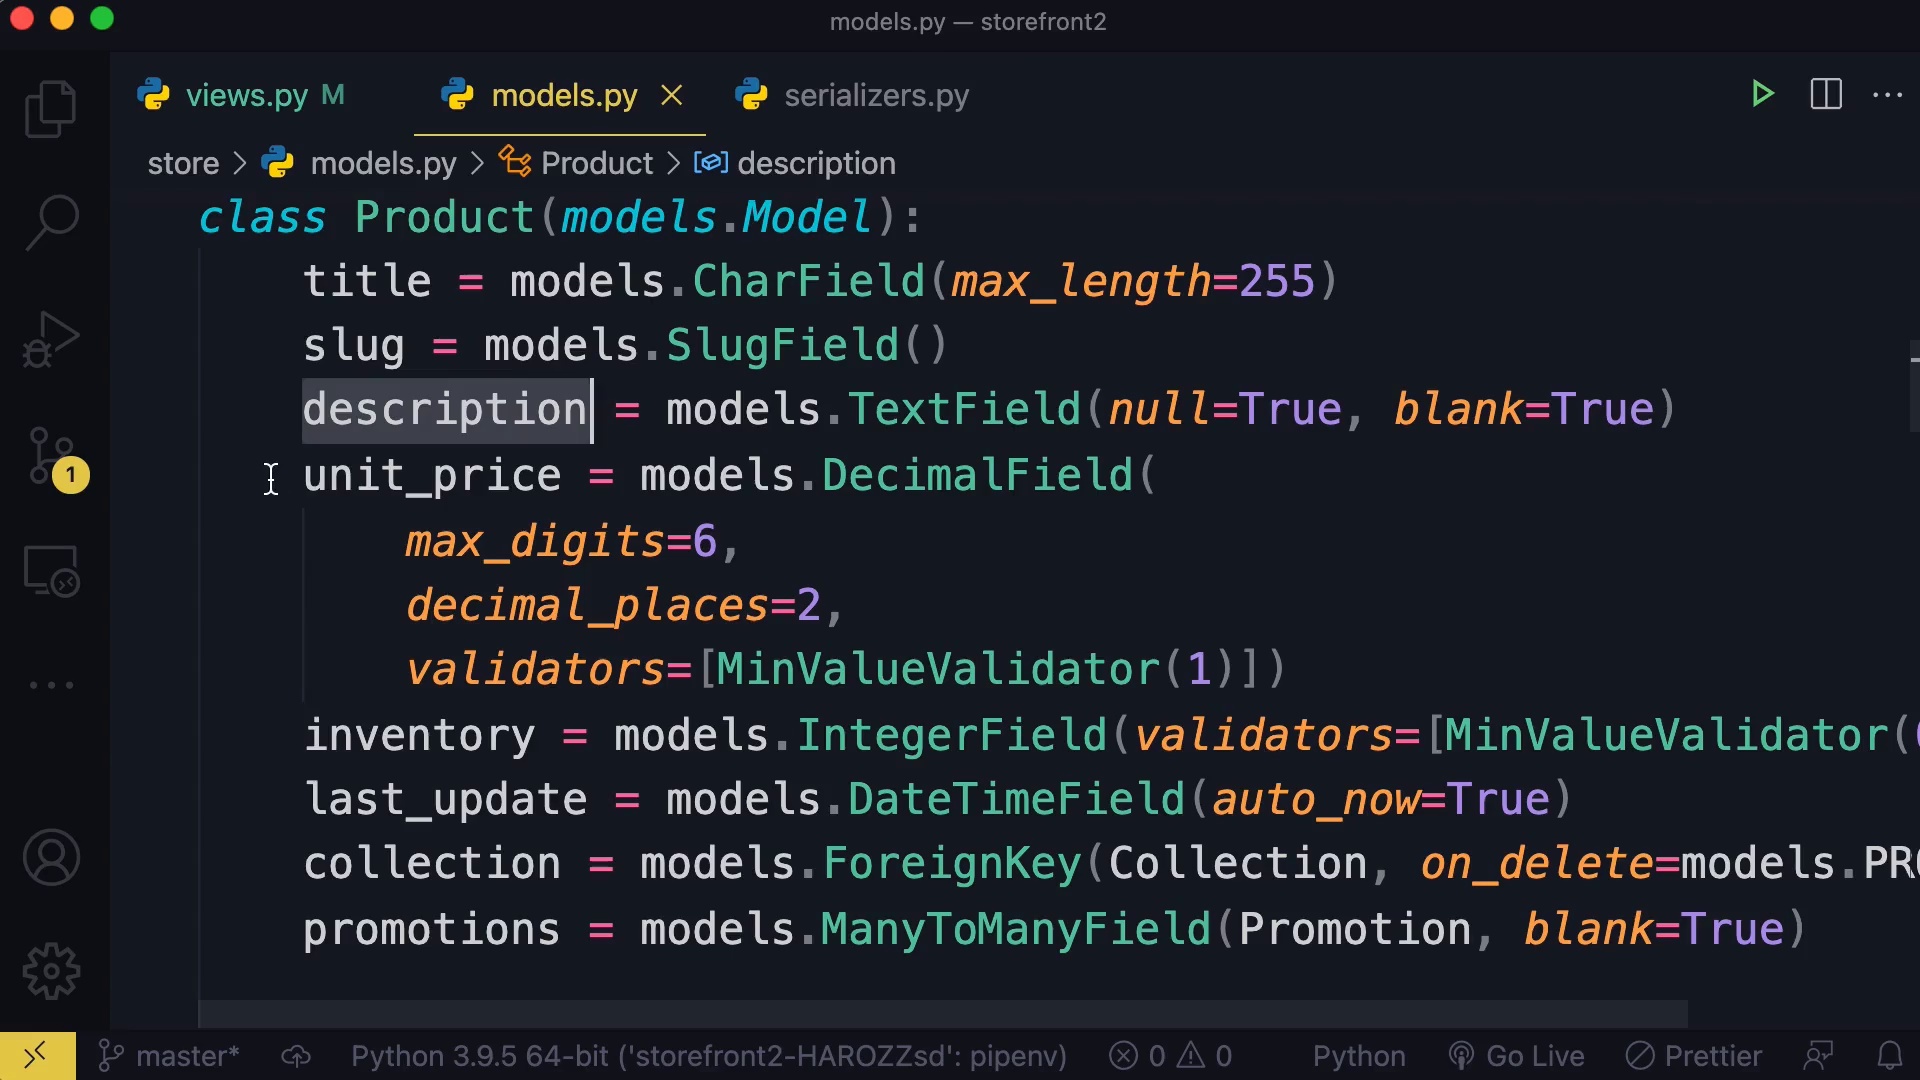 models.py — storefront2
views.py M models.py serializers.py
store > models.py > Product > description
class Product(models.Model):
title = models.CharField(max_length=255)
slug = models.SlugField()
description = models.TextField(null=True, blank=True)
unit_price = models.DecimalField(
max_digits=6,
decimal_places=2,
validators=[MinValueValidator(1)])
inventory = models.IntegerField(validators=[MinValueValidator(
last_update = models.DateTimeField(auto_now=True)
collection = models.ForeignKey(Collection, on_delete=models.PR
promotions = models.ManyToManyField(Promotion, blank=True)
1
master* Python 3.9.5 64-bit ('storefront2-HAROZZsd': pipenv) 0 0 Python Go Live Prettier